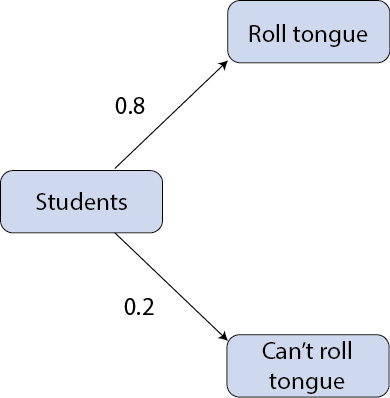 Roll tongue
0.8
Students
0.2
Can't roll
tongue